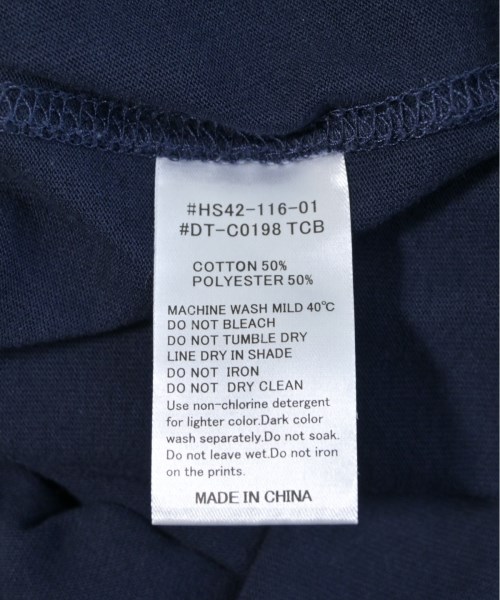 #HS42-116-01
#DT-C0198 TCB
COTTON 50%
POLYESTER 50%
MACHINE WASH MILD 40℃
DO NOT BLEACH
DO NOT TUMBLE DRY
LINE DRY IN SHADE
DO NOT IRON
DO NOT DRY CLEAN
Use non-chlorine detergent
for lighter color.Dark color
wash separately.Do not soak.
Do not leave wet.Do not iron
on the prints.
MADE IN CHINA